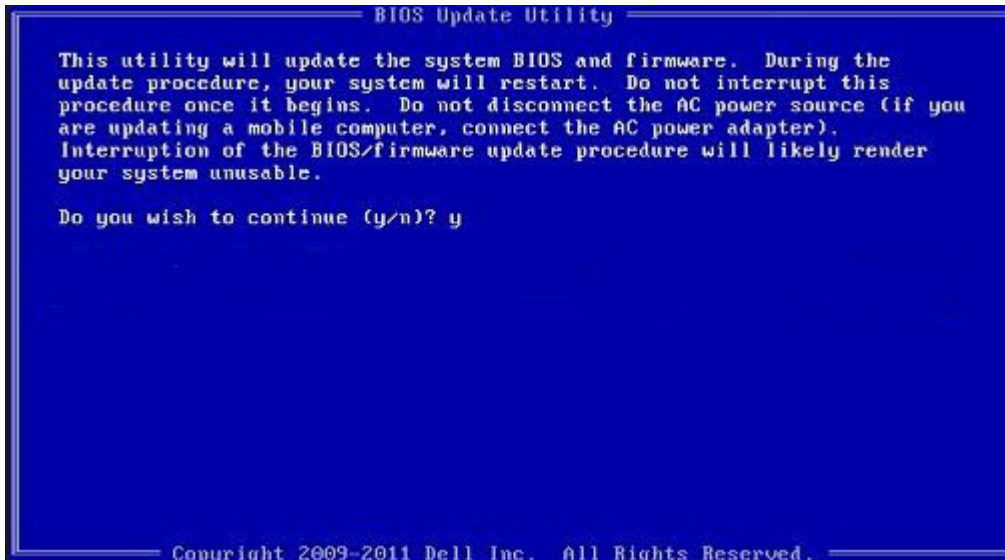 BIOS Update Utility
This utility will update the system BIOS and firmware. During the
update procedure, your system will restart. Do not interrupt this
procedure once it begins. Do not disconnect the AC power source (if you
are updating a mobile computer, connect the AC power adapter).
Interruption of the BIOS/firmware update procedure will likely render
your system unusable.
Do you wish to continue (y/n)? y
Copyright 2009-2011 Dell Inc. All Rights Reserved.